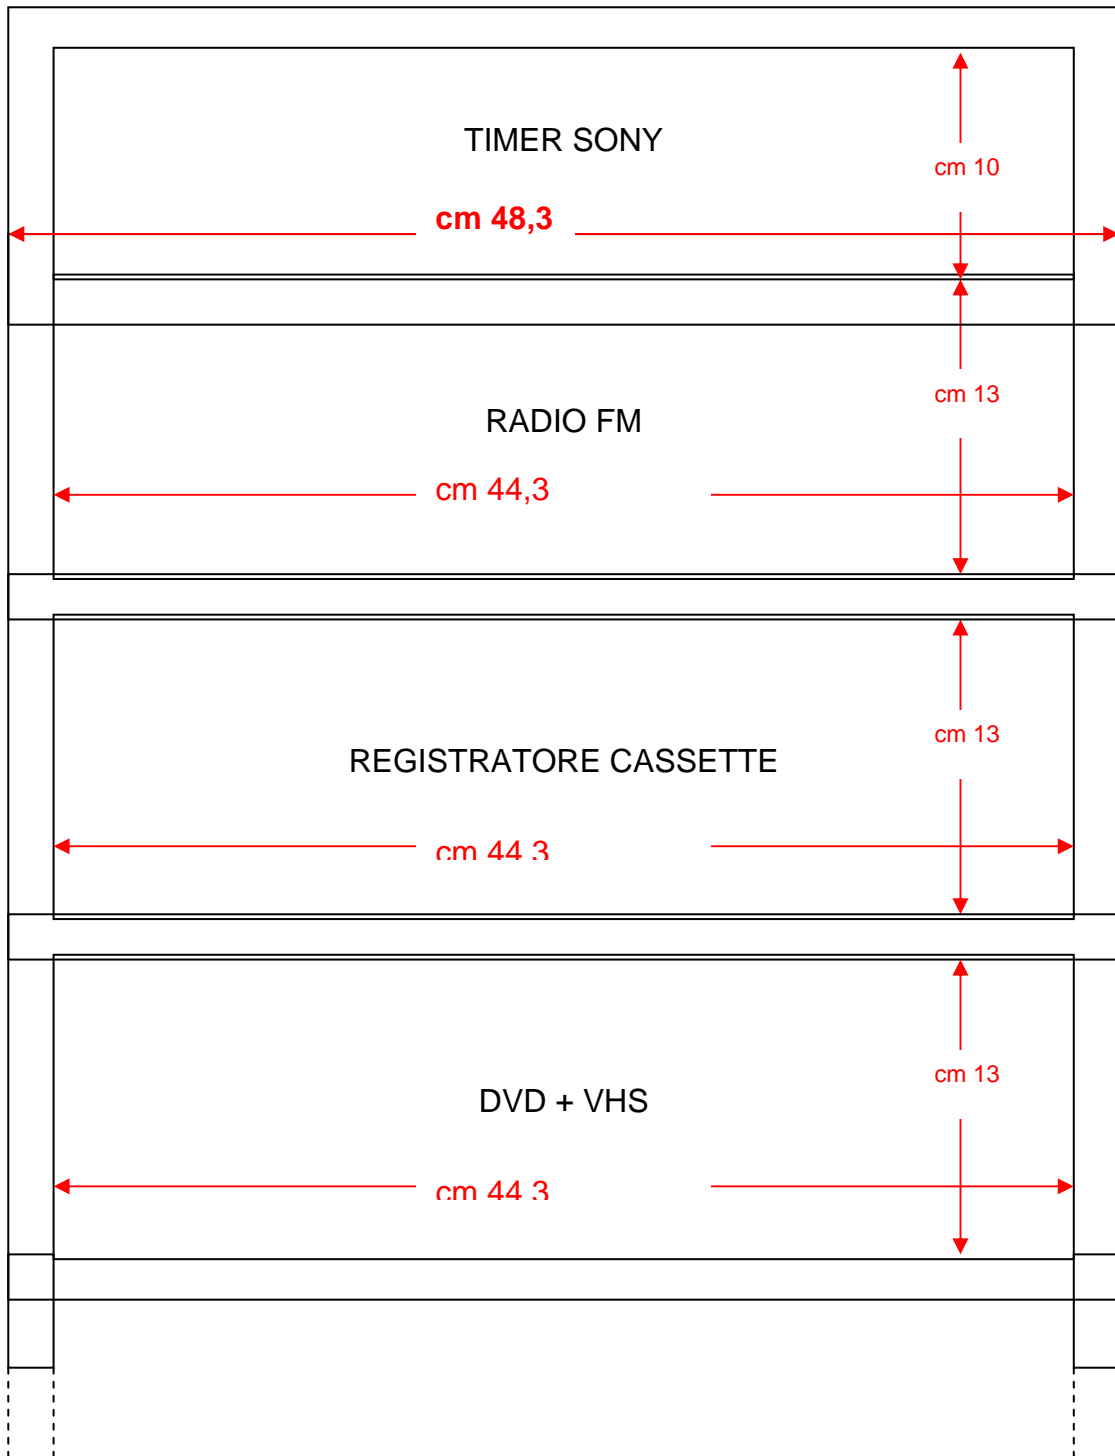 TIMER SONY
cm 10
cm 48,3
cm 13
RADIO FM
cm 44,3
cm 13
REGISTRATORE CASSETTE
cm 44 3
cm 13
DVD + VHS
cm 44 3